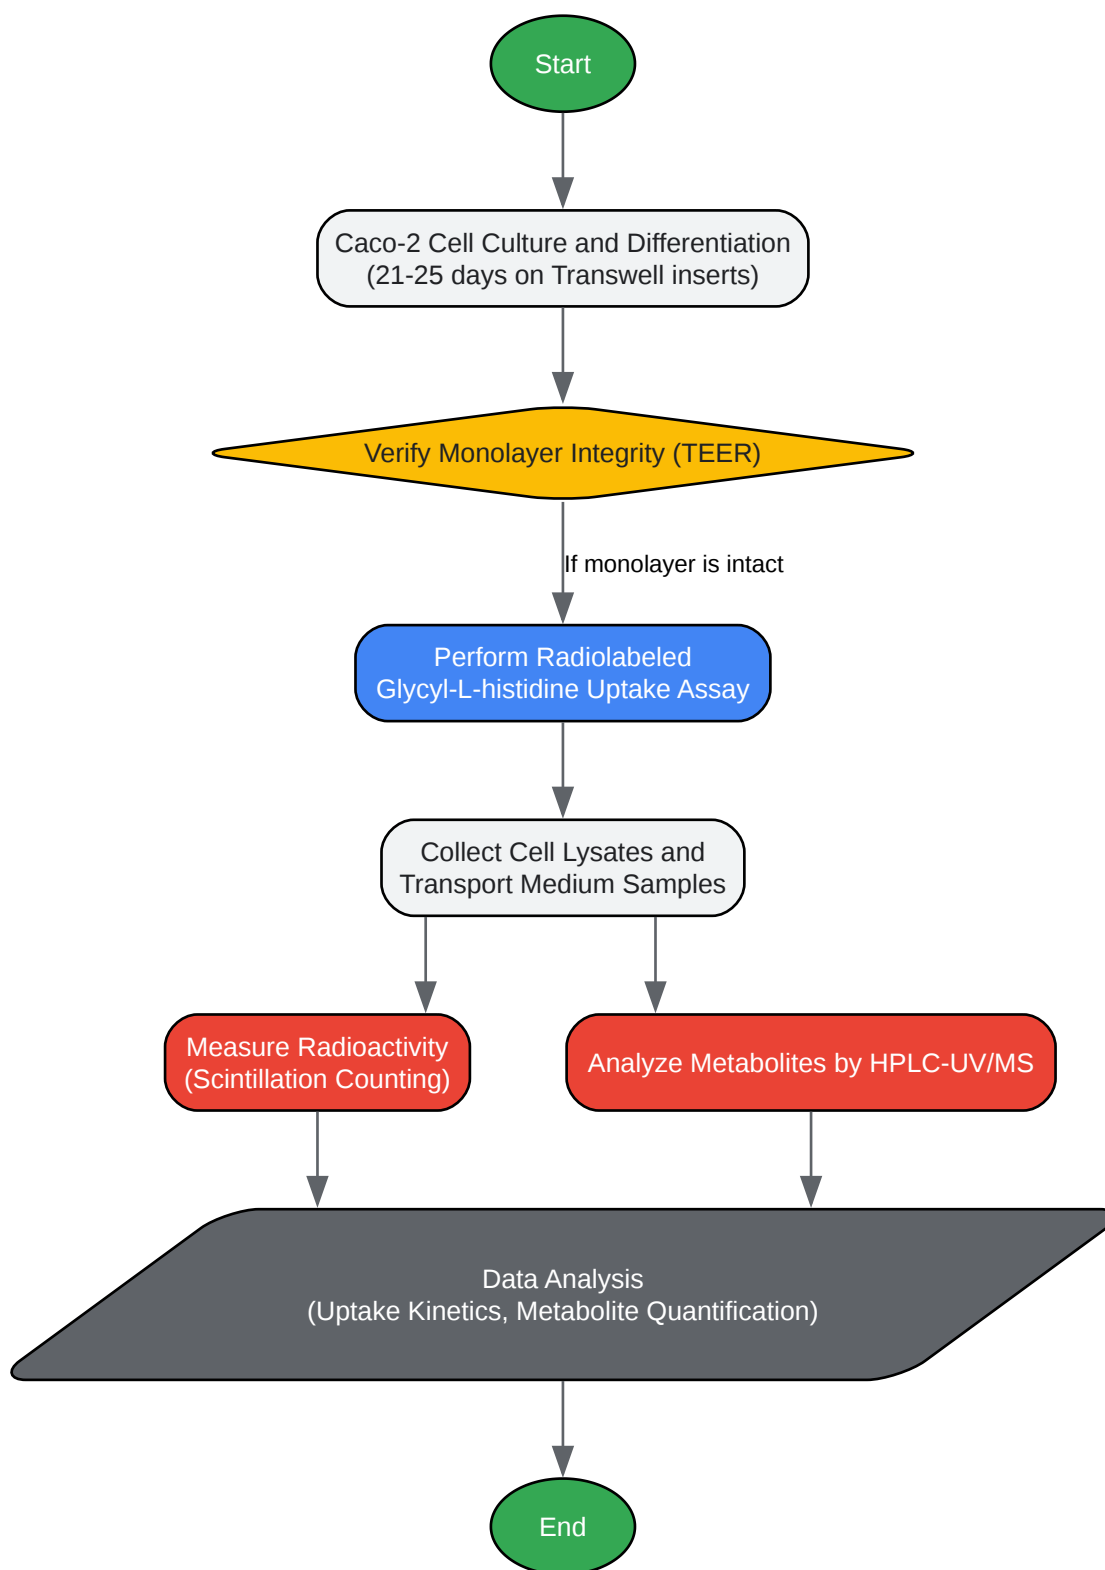 Start
Caco-2 Cell Culture and Differentiation
(21-25 days on Transwell inserts)
Verify Monolayer Integrity (TEER)
If monolayer is intact
Perform Radiolabeled
Glycyl-L-histidine Uptake Assay
Collect Cell Lysates and
Transport Medium Samples
Measure Radioactivity
(Scintillation Counting)
Analyze Metabolites by HPLC-UV/MS
Data Analysis
(Uptake Kinetics, Metabolite Quantification)
End